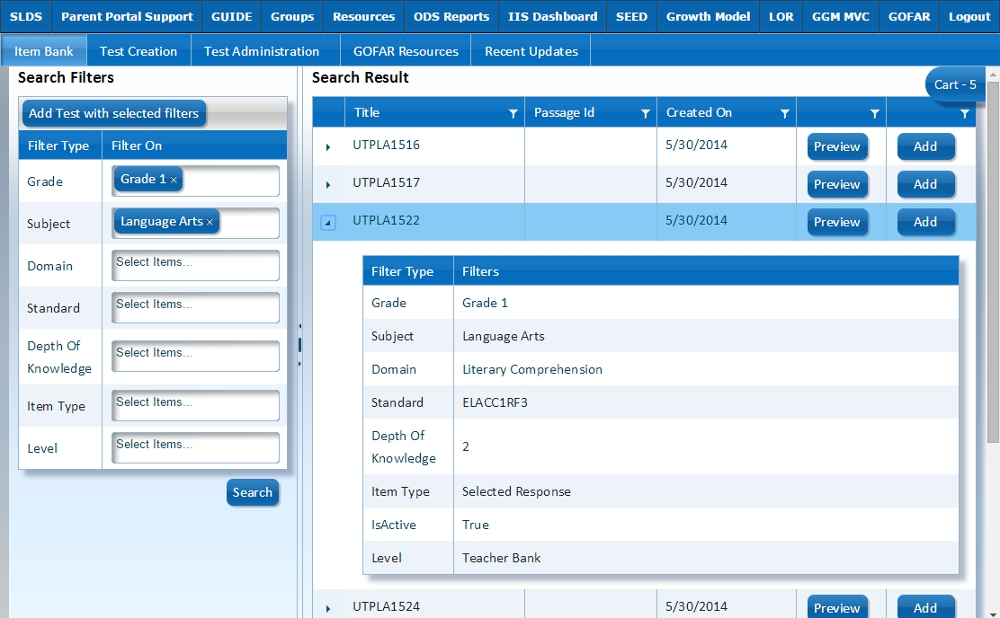 SLDS Parent Portal Support GUIDE Groups Resources ODS Reports IIS Dashboard SEED Growth Model LOR GGM MVC GOFAR Logout
Item Bank Test Creation Test Administration GOFAR Resources Recent Updates
Search Filters
Add Test with selected filters
Filter Type Filter On
Grade Grade 1 ×
Subject Language Arts ×
Domain Select Items...
Standard Select Items...
Depth Of
Knowledge Select Items...
Item Type Select Items...
Level Select Items...
Search
Search Result
Cart - 5
Title Passage Id Created On
UTPLA1516 5/30/2014 Preview Add
UTPLA1517 5/30/2014 Preview Add
UTPLA1522 5/30/2014 Preview Add
Filter Type Filters
Grade Grade 1
Subject Language Arts
Domain Literary Comprehension
Standard ELACC1RF3
Depth Of
Knowledge 2
Item Type Selected Response
IsActive True
Level Teacher Bank
UTPLA1524 5/30/2014 Preview Add